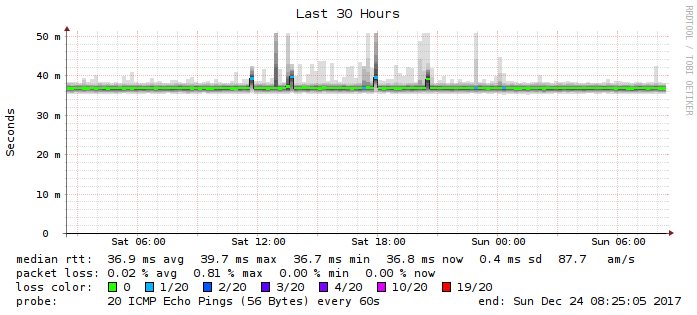 Last 30 Hours
RRDTOOL / TOBI OETIKER
Seconds
50 m
40 m
30 m
20 m
10 m
0
Sat 06:00 Sat 12:00 Sat 18:00 Sun 00:00 Sun 06:00
median rtt: 36.9 ms avg 39.7 ms max 36.7 ms min 36.8 ms now 0.4 ms sd 87.7 am/s
packet loss: 0.02 % avg 0.81 % max 0.00 % min 0.00 % now
loss color: 0 1/20 2/20 3/20 4/20 10/20 19/20
probe: 20 ICMP Echo Pings (56 Bytes) every 60s end: Sun Dec 24 08:25:05 2017